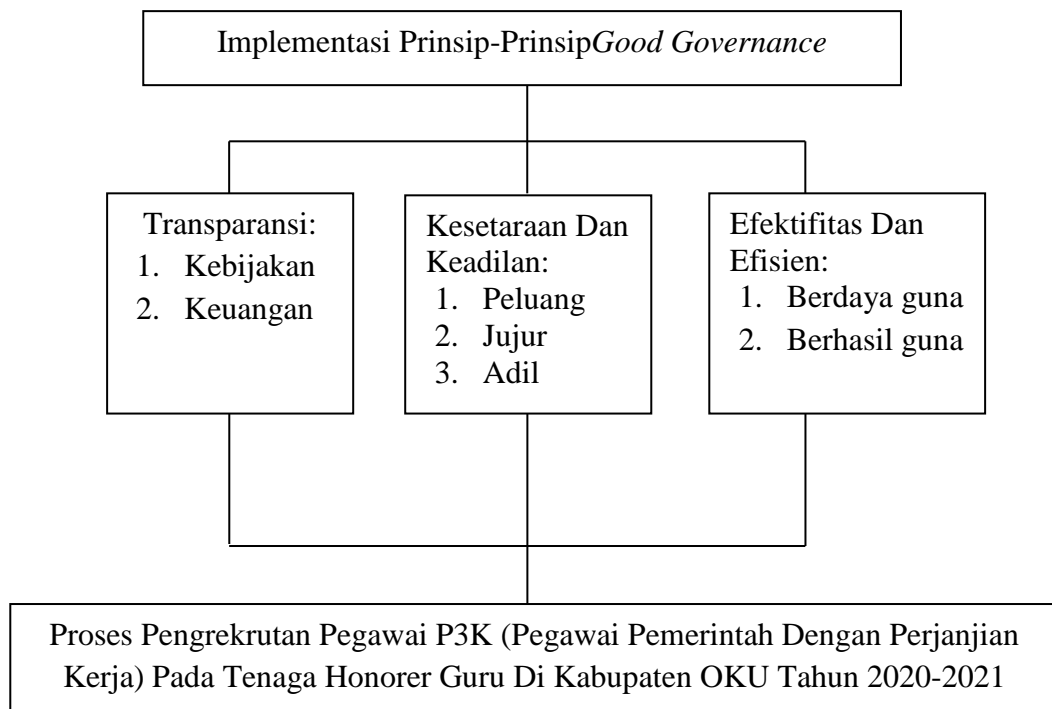 Implementasi Prinsip-PrinsipGood Governance
Transparansi:
1. Kebijakan
2. Keuangan
Kesetaraan Dan
Keadilan:
1. Peluang
2. Jujur
3. Adil
Efektifitas Dan
Efisien:
1. Berdaya guna
2. Berhasil guna
Proses Pengrekrutan Pegawai P3K (Pegawai Pemerintah Dengan Perjanjian
Kerja) Pada Tenaga Honorer Guru Di Kabupaten OKU Tahun 2020-2021